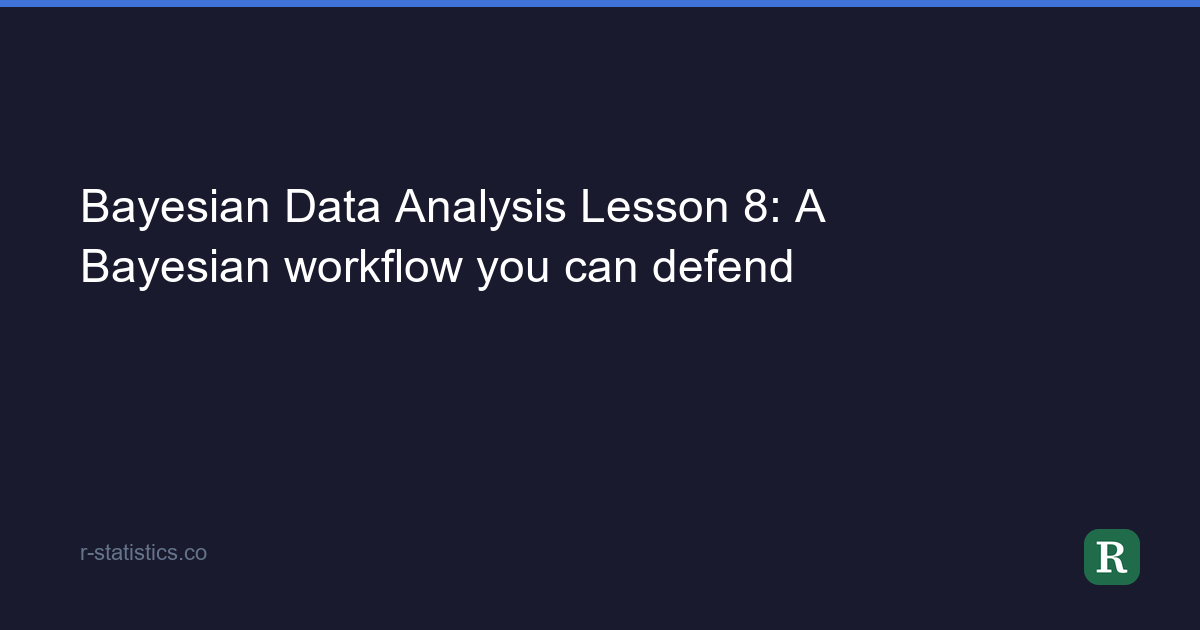 Bayesian Data Analysis Lesson 8: A
Bayesian workflow you can defend
r-statistics.co
R